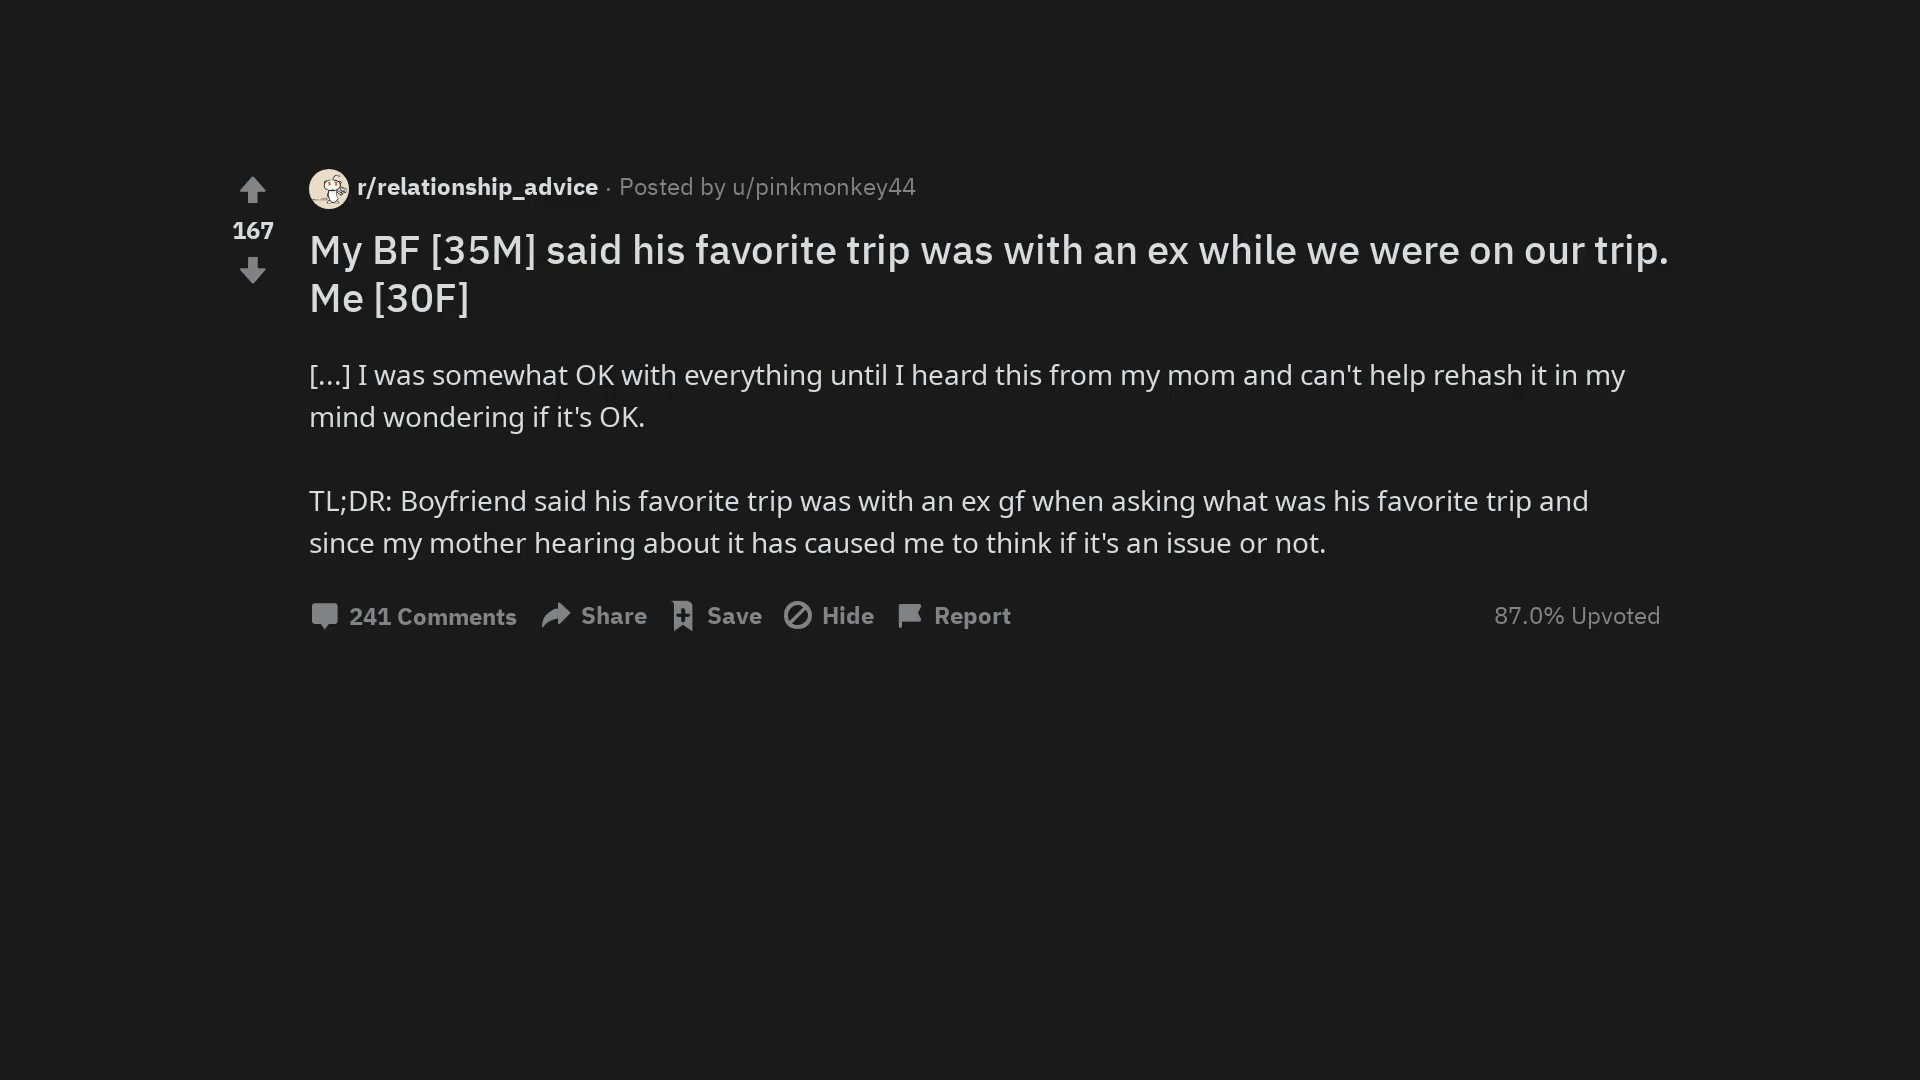 r/relationship_advice · Posted by u/pinkmonkey44
167
My BF [35M] said his favorite trip was with an ex while we were on our trip.
Me [30F]
[...] I was somewhat OK with everything until I heard this from my mom and can't help rehash it in my
mind wondering if it's OK.
TL;DR: Boyfriend said his favorite trip was with an ex gf when asking what was his favorite trip and
since my mother hearing about it has caused me to think if it's an issue or not.
241 Comments Share Save Hide Report 87.0% Upvoted